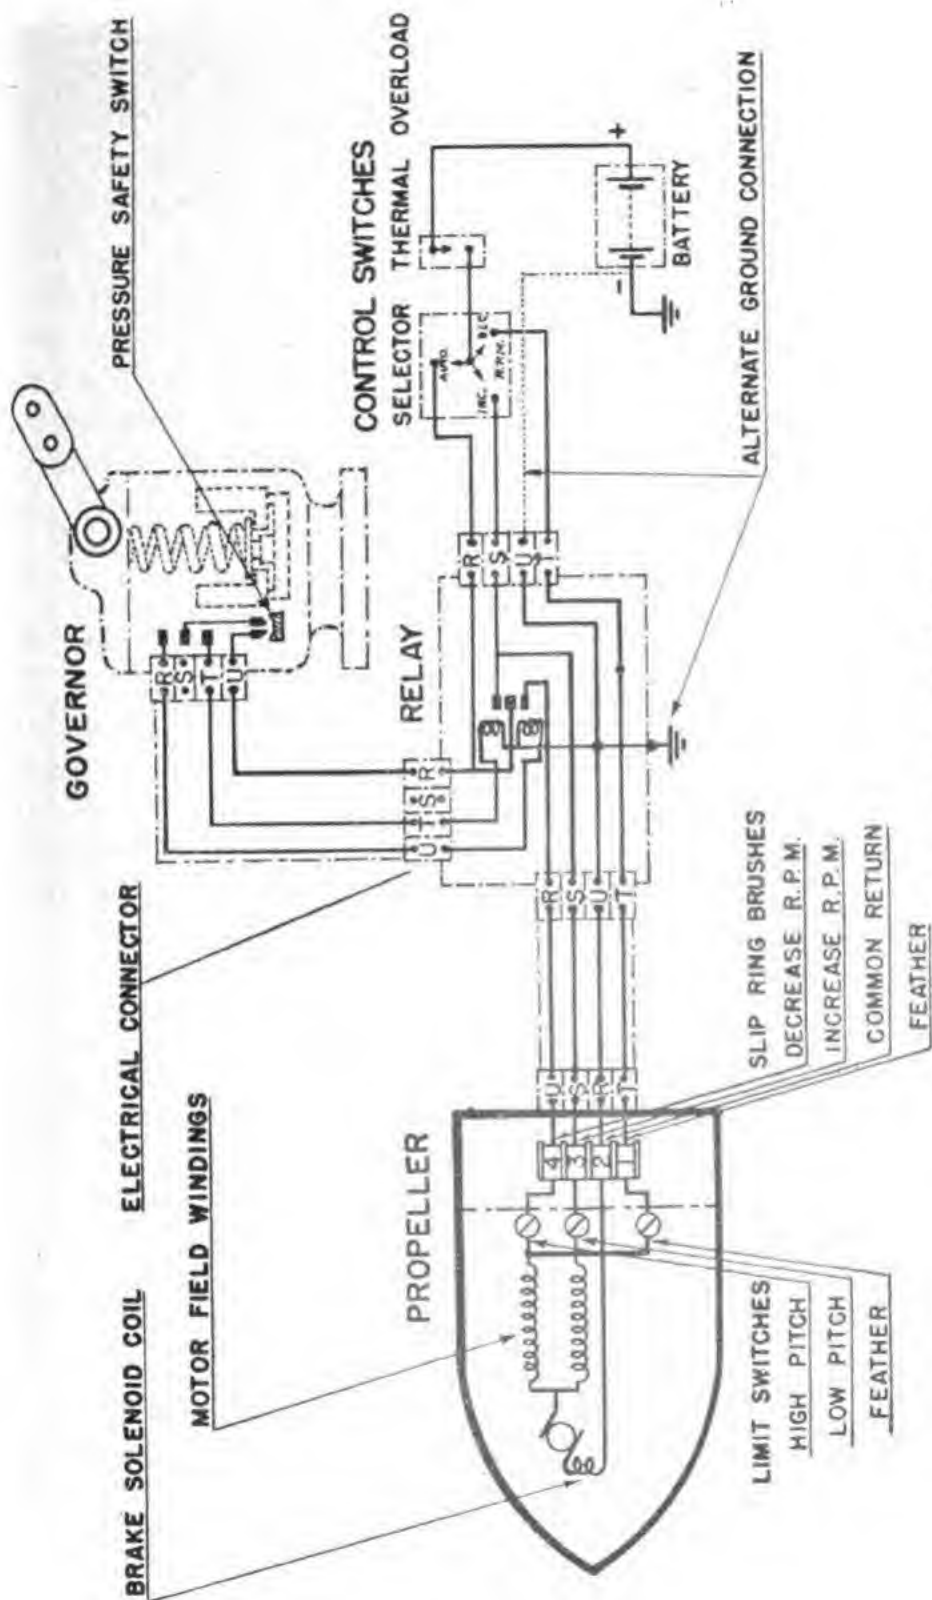 BRAKE SOLENOID COIL
ELECTRICAL CONNECTOR
MOTOR FIELD WINDINGS
GOVERNOR
PRESSURE SAFETY SWITCH
R
S
T
U
CONTROL SWITCHES
SELECTOR THERMAL OVERLOAD
AUTO.
INC.
DEC
R.P.M.
+
-
BATTERY
ALTERNATE GROUND CONNECTION
RELAY
U
T
S
R
R
S
U
T
R
S
U
T
PROPELLER
U
S
R
T
4
3
2
1
SLIP RING BRUSHES
DECREASE R.P.M.
INCREASE R.P.M.
COMMON RETURN
FEATHER
LIMIT SWITCHES
HIGH PITCH
LOW PITCH
FEATHER